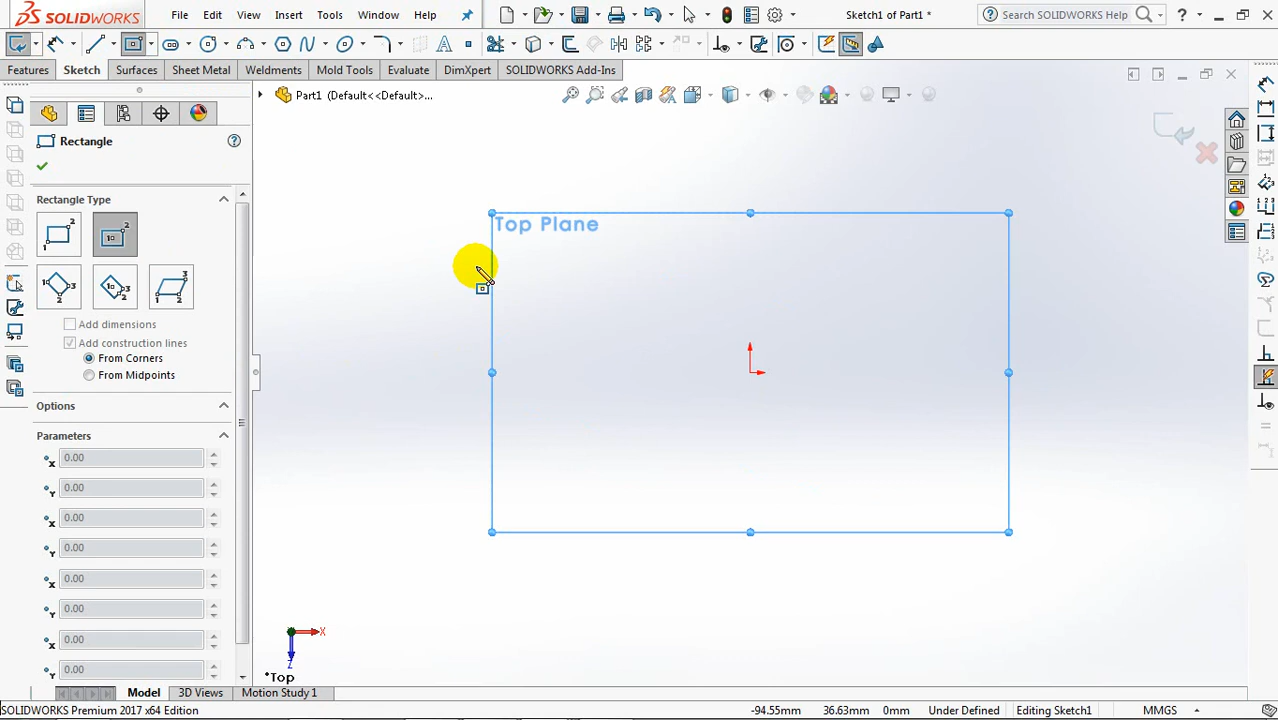 SOLIDWORKS File Edit View Insert Tools Window Help Sketch1 of Part1 * Search SOLIDWORKS Help
Features Sketch Surfaces Sheet Metal Weldments Mold Tools Evaluate DimXpert SOLIDWORKS Add-Ins
Part1 (Default<<Default>...
Rectangle
Rectangle Type
Add dimensions
Add construction lines
From Corners
From Midpoints
Options
Parameters
0.00
0.00
0.00
0.00
0.00
0.00
0.00
0.00
Top Plane
X
Z
*Top
Model 3D Views Motion Study 1
SOLIDWORKS Premium 2017 x64 Edition -94.55mm 36.63mm 0mm Under Defined Editing Sketch1 MMGS